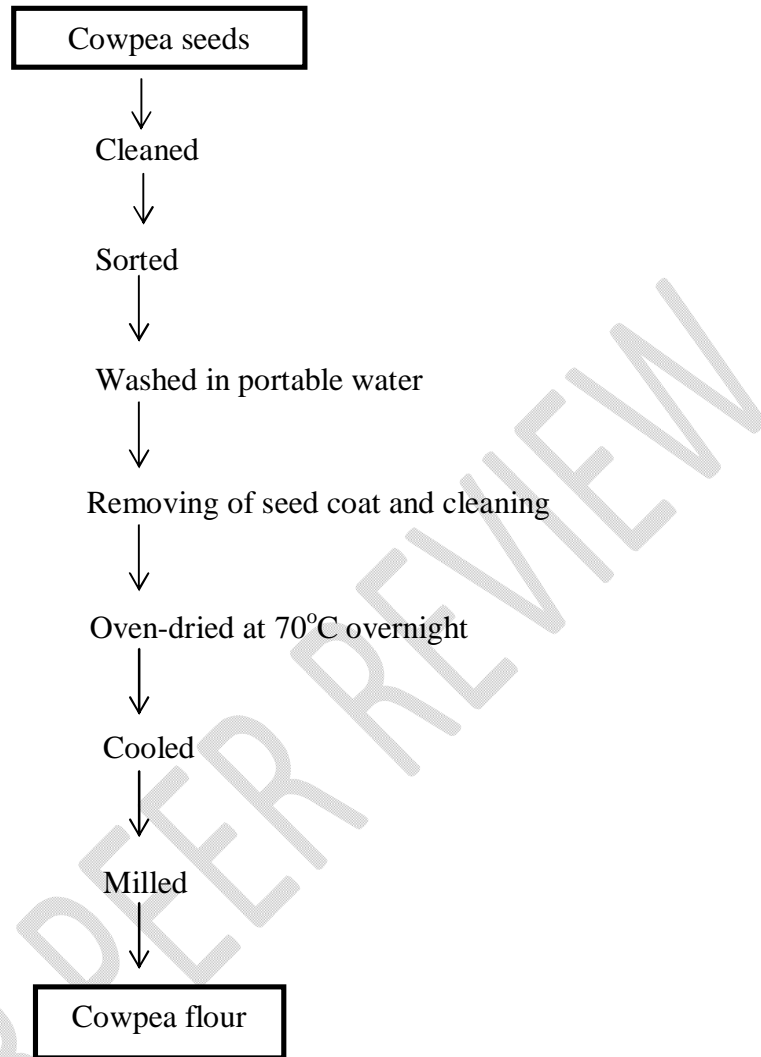 Cowpea seeds
Cleaned
Sorted
Washed in portable water
Removing of seed coat and cleaning
Oven-dried at 70°C overnight
Cooled
Milled
Cowpea flour
PEER REVIEW